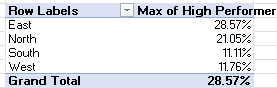 Row Labels Max of High Performer
East 28.57%
North 21.05%
South 11.11%
West 11.76%
Grand Total 28.57%